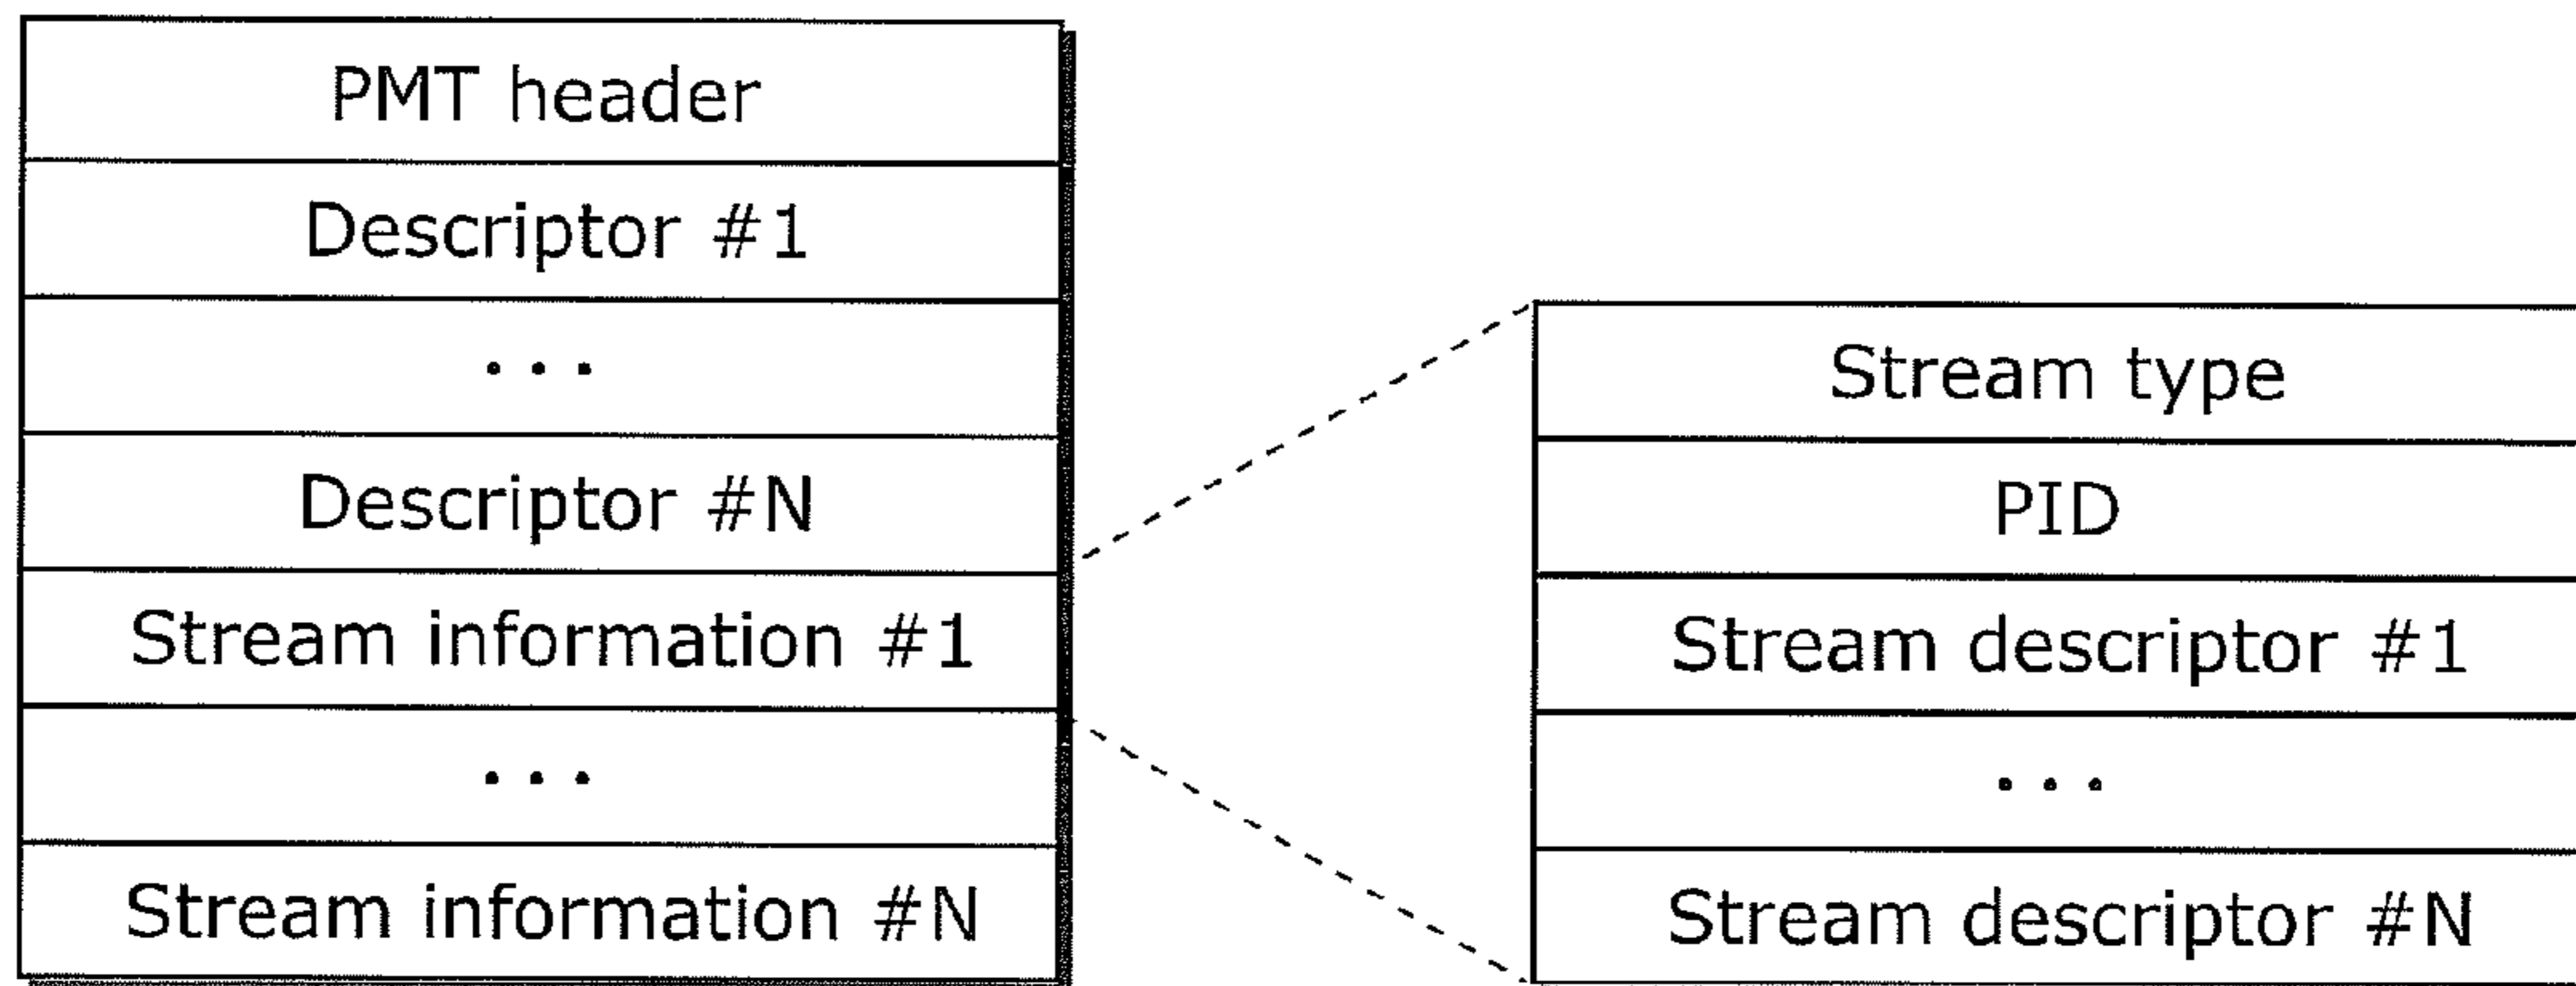 PMT header
Descriptor #1
...
Descriptor #N
Stream information #1
...
Stream information #N
Stream type
PID
Stream descriptor #1
...
Stream descriptor #N